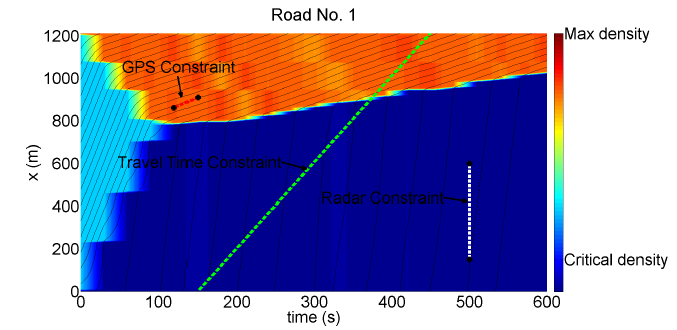 Road No. 1
Max density
1200
1000
GPS Constraint
800
x (m)
600
Travel Time Constraint
Radar Constraint
400
200
Critical density
0
0 100 200 300 400 500 600
time (s)